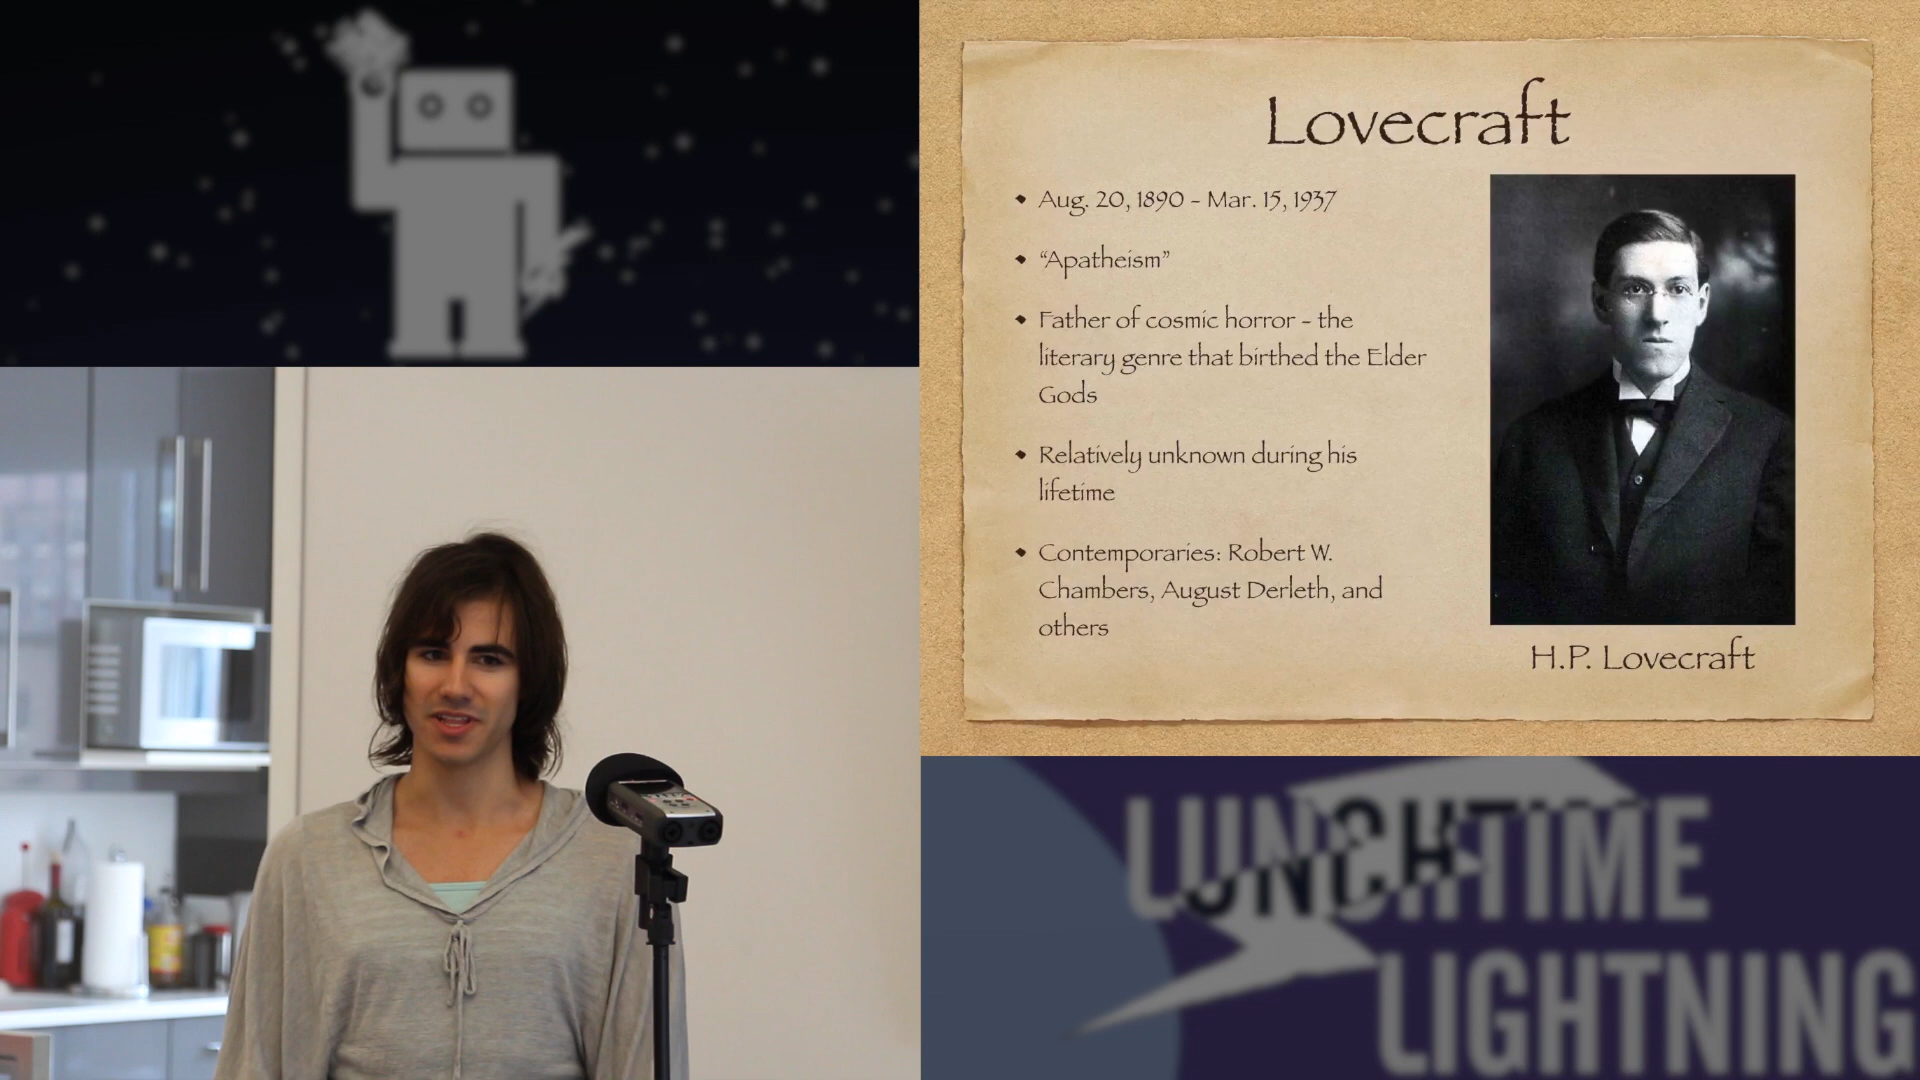 Lovecraft
• Aug. 20, 1890 - Mar. 15, 1937
• “Apatheism”
• Father of cosmic horror - the
literary genre that birthed the Elder
Gods
• Relatively unknown during his
lifetime
• Contemporaries: Robert W.
Chambers, August Derleth, and
others
H.P. Lovecraft
LUNCHTIME
LIGHTNING